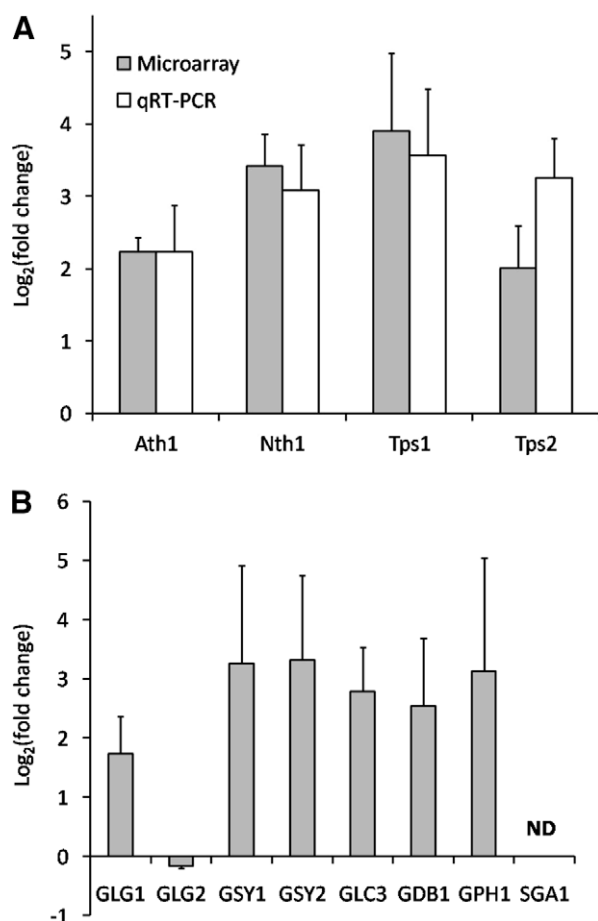 A
Log₂(fold change)
5
4
3
2
1
0
Microarray
qRT-PCR
Ath1 Nth1 Tps1 Tps2
B
Log₂(fold change)
6
5
4
3
2
1
0
-1
ND
GLG1 GLG2 GSY1 GSY2 GLC3 GDB1 GPH1 SGA1